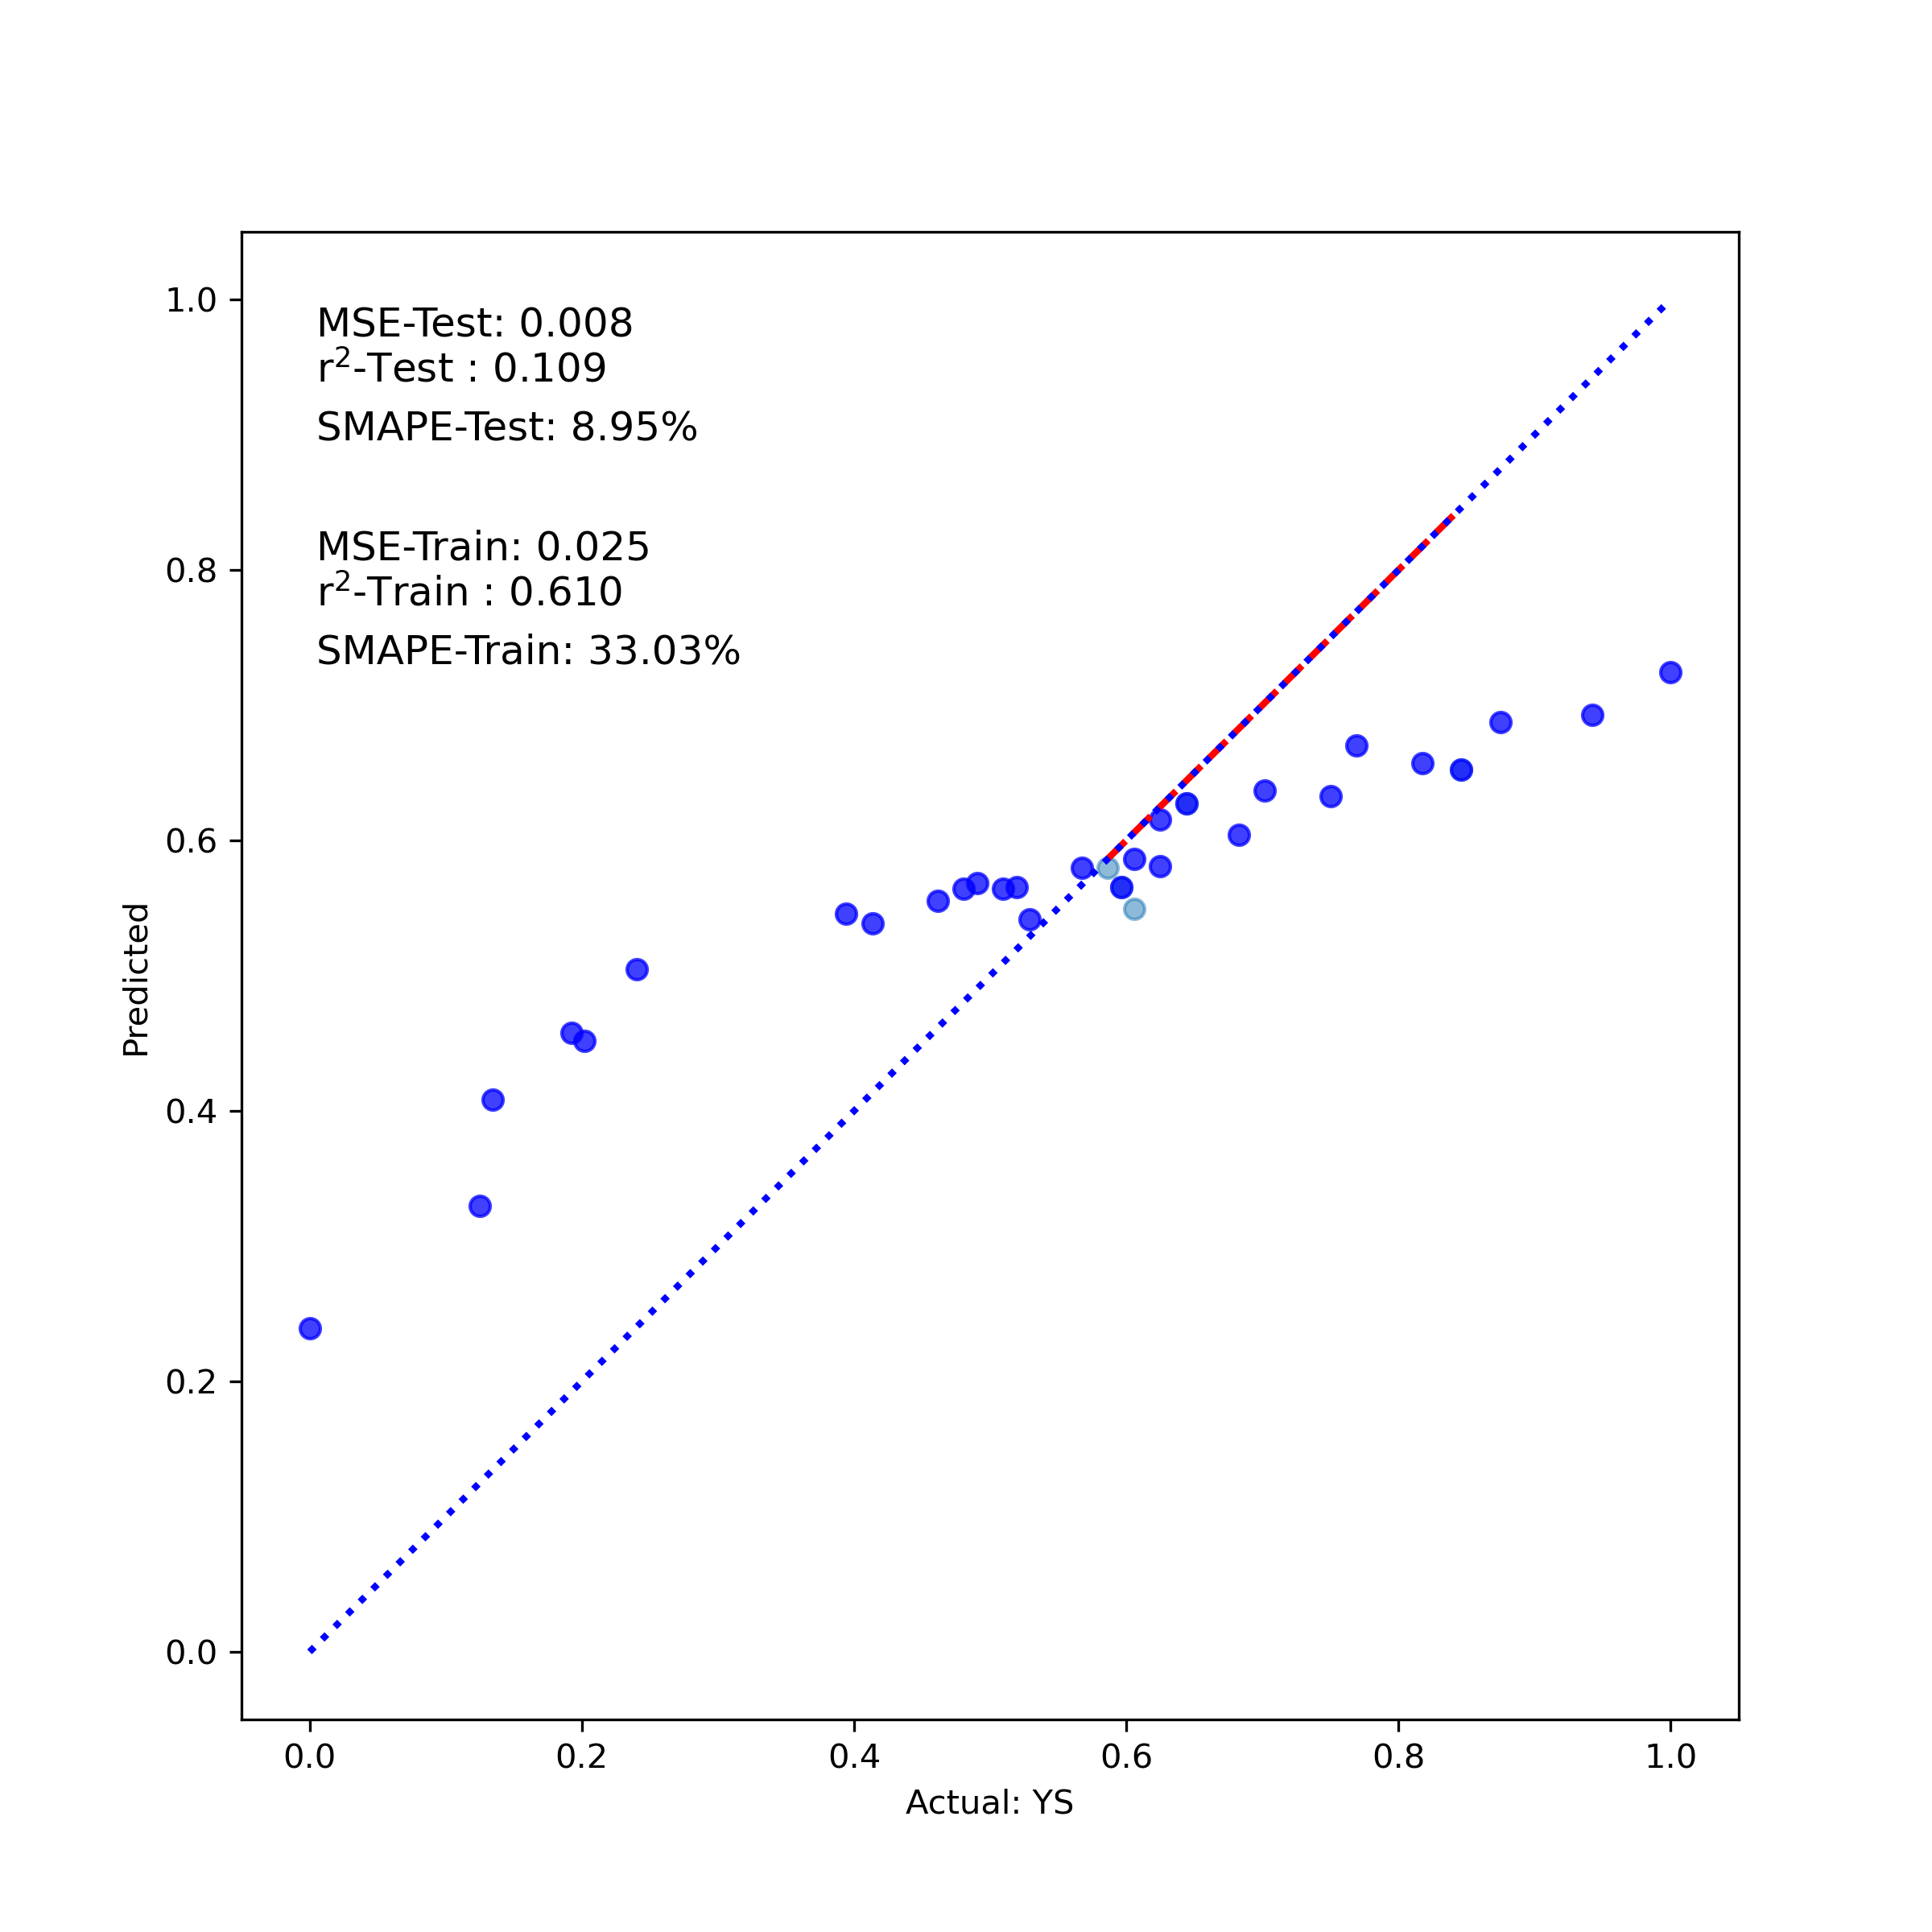 MSE-Test: 0.008
r²-Test : 0.109
SMAPE-Test: 8.95%
MSE-Train: 0.025
r²-Train : 0.610
SMAPE-Train: 33.03%
1.0
0.8
0.6
0.4
0.2
0.0
Predicted
0.0 0.2 0.4 0.6 0.8 1.0
Actual: YS